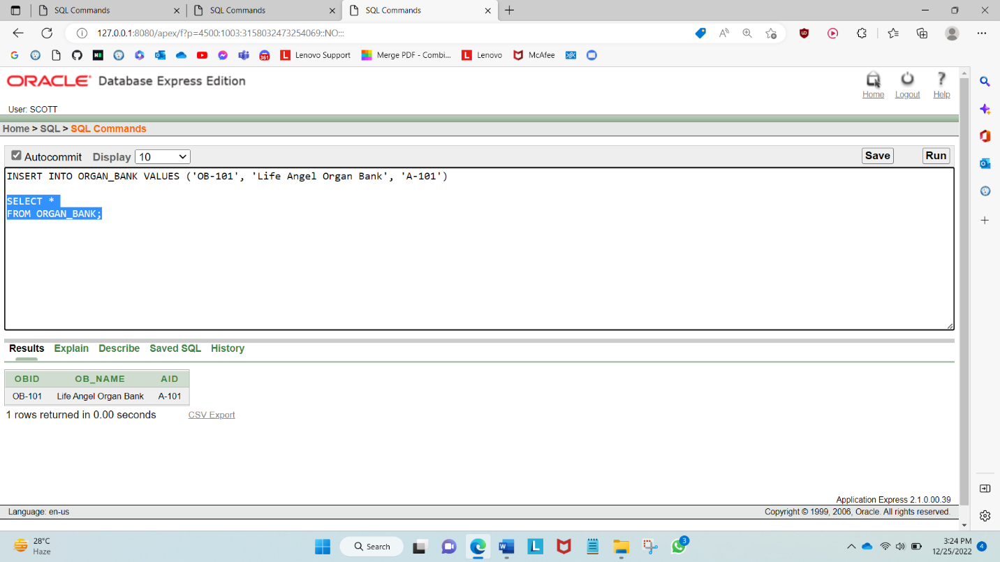 SQL Commands
SQL Commands
SQL Commands
127.0.0.1:8080/apex/f?p=4500:1003:3158032473254069::NO:::
Lenovo Support
Merge PDF - Combi...
Lenovo
McAfee
ORACLE Database Express Edition
Home
Logout
Help
User: SCOTT
Home > SQL > SQL Commands
Autocommit Display 10
Save
Run
INSERT INTO ORGAN_BANK VALUES ('OB-101', 'Life Angel Organ Bank', 'A-101')
SELECT *
FROM ORGAN_BANK;
Results Explain Describe Saved SQL History
OBID OB_NAME AID
OB-101 Life Angel Organ Bank A-101
1 rows returned in 0.00 seconds
CSV Export
Application Express 2.1.0.00.39
Language: en-us
Copyright © 1999, 2006, Oracle. All rights reserved.
28°C
Haze
Search
3
3:24 PM
12/25/2022
4